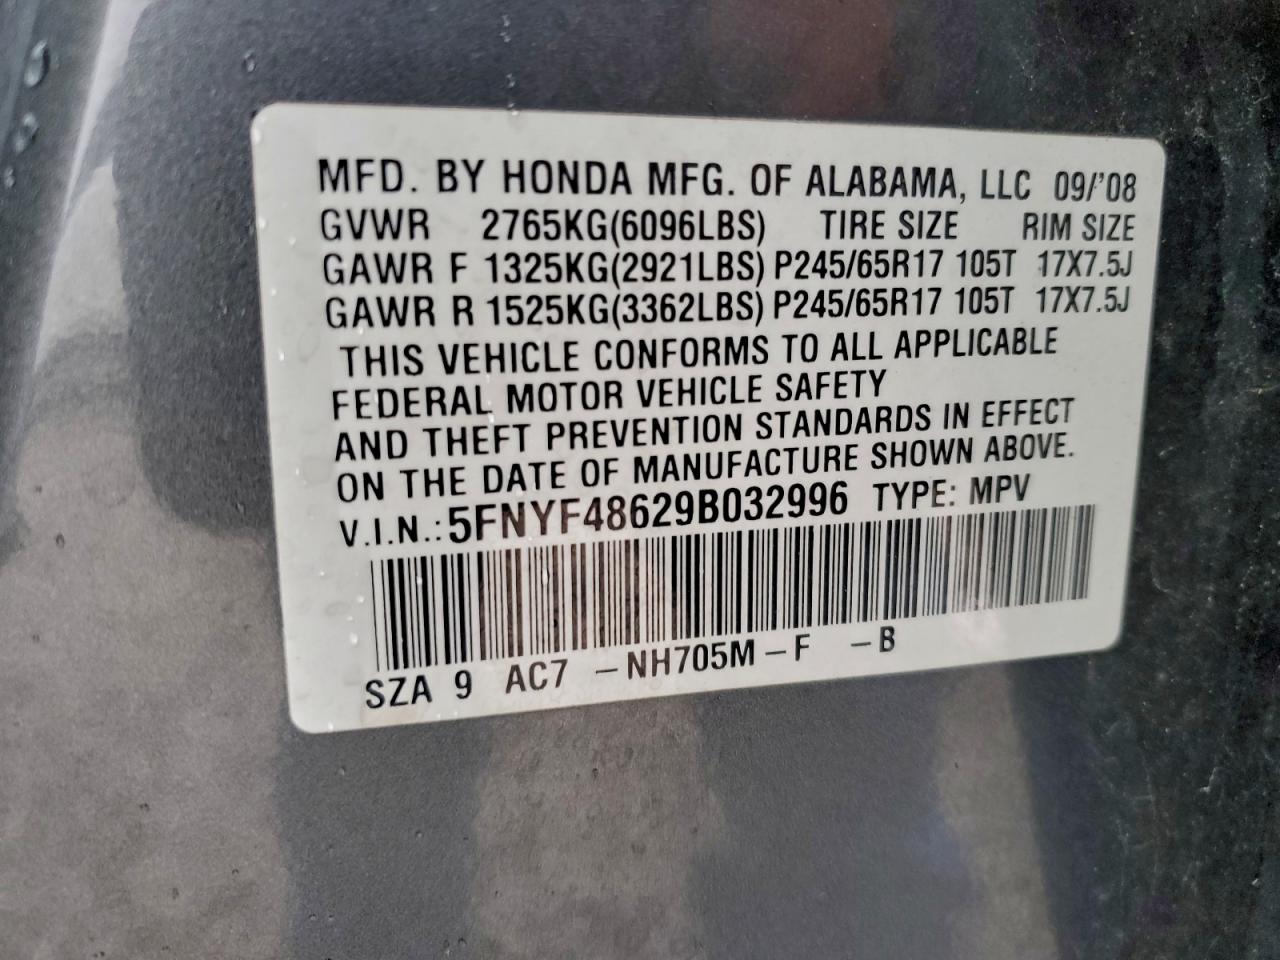 MFD. BY HONDA MFG. OF ALABAMA, LLC 09/'08
GVWR 2765KG(6096LBS) TIRE SIZE RIM SIZE
GAWR F 1325KG(2921LBS) P245/65R17 105T 17X7.5J
GAWR R 1525KG(3362LBS) P245/65R17 105T 17X7.5J
THIS VEHICLE CONFORMS TO ALL APPLICABLE
FEDERAL MOTOR VEHICLE SAFETY
AND THEFT PREVENTION STANDARDS IN EFFECT
ON THE DATE OF MANUFACTURE SHOWN ABOVE.
V.I.N.: 5FNYF48629B032996 TYPE: MPV
SZA 9 AC7 -NH705M-F -B